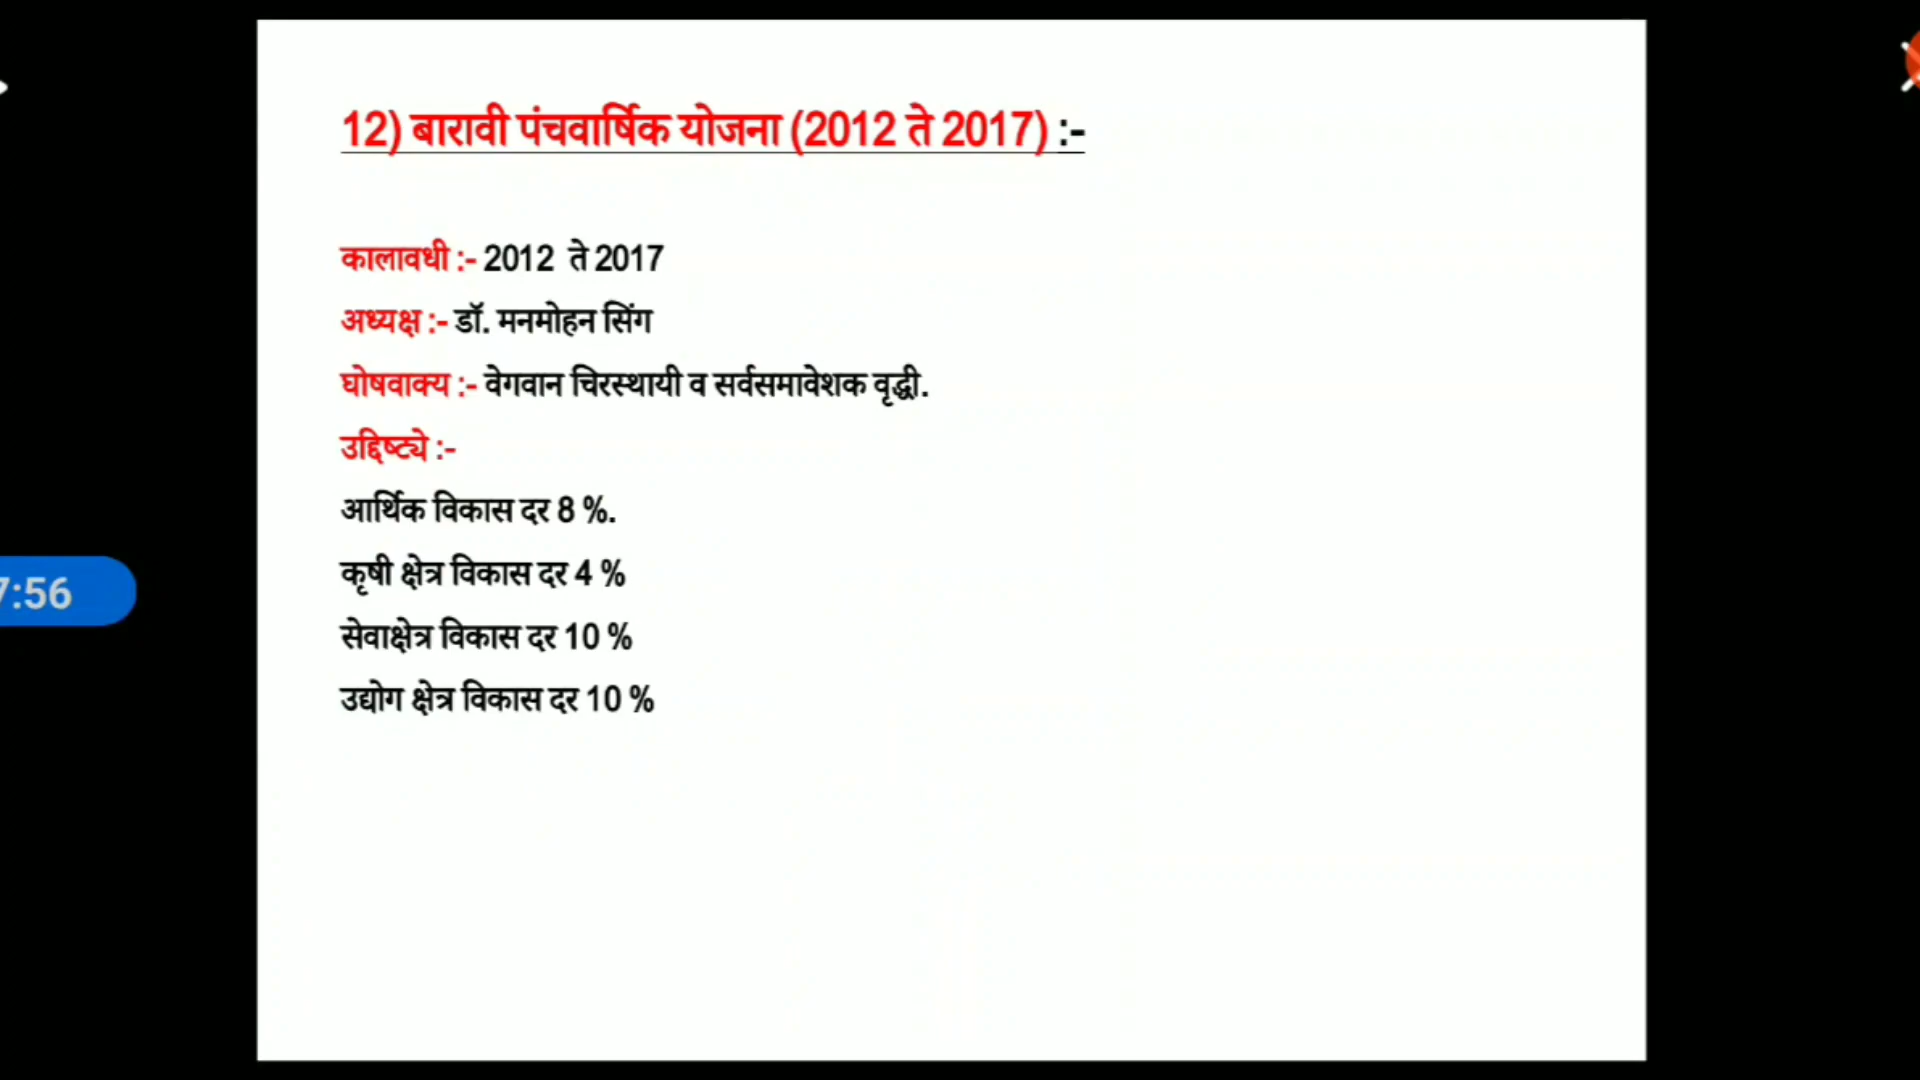 12) बारावी पंचवार्षिक योजना (2012 ते 2017) :-
कालावधी :- 2012 ते 2017
अध्यक्ष :- डॉ. मनमोहन सिंग
घोषवाक्य :- वेगवान चिरस्थायी व सर्वसमावेशक वृद्धी.
उद्दिष्ट्ये :-
आर्थिक विकास दर 8 %.
कृषी क्षेत्र विकास दर 4 %
7:56
सेवाक्षेत्र विकास दर 10 %
उद्योग क्षेत्र विकास दर 10 %